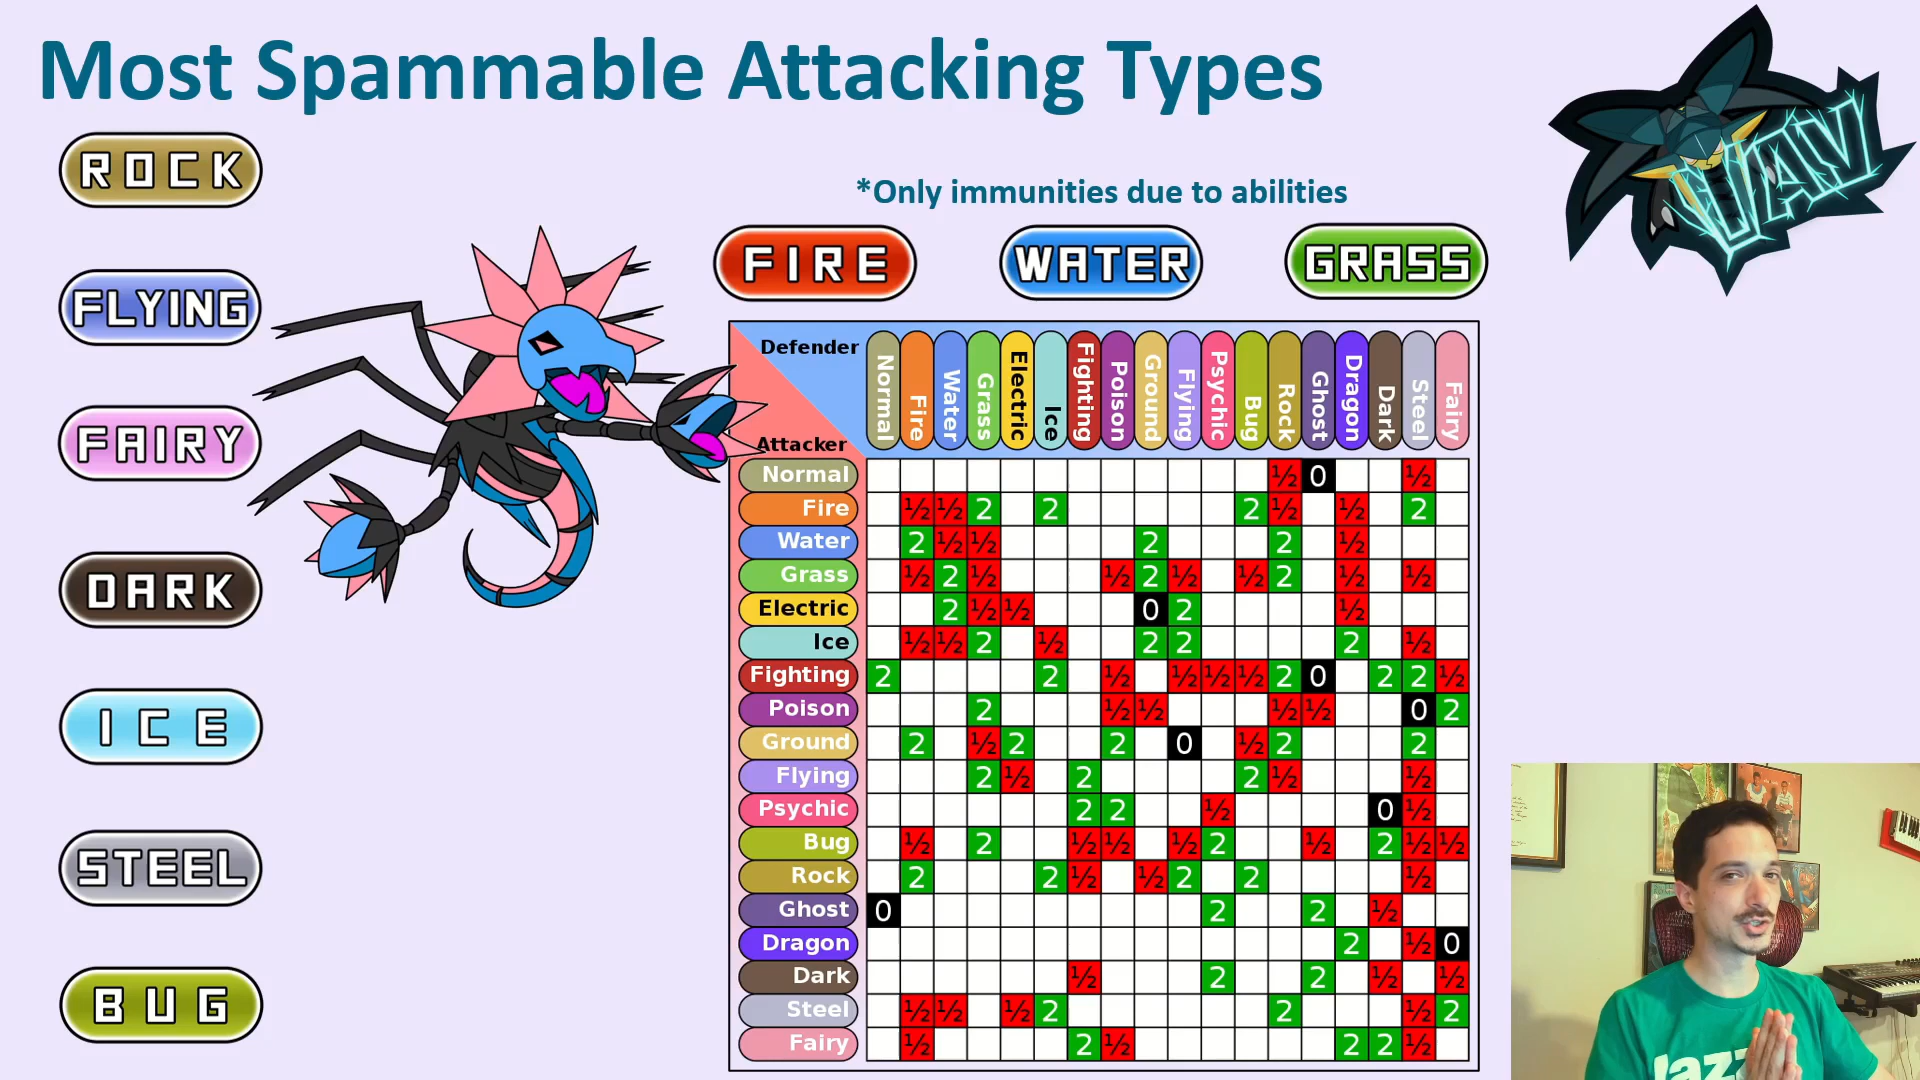 Most Spammable Attacking Types
VAV
ROCK
*Only immunities due to abilities
FLYING
FIRE WATER GRASS
FAIRY
DARK
ICE
STEEL
BUG
Defender
Attacker
Normal Fire Water Grass Electric Ice Fighting Poison Ground Flying Psychic Bug Rock Ghost Dragon Dark Steel Fairy
Normal ½ 0 ½
Fire ½ ½ 2 2 2 ½ ½ 2
Water 2 ½ ½ 2 2 ½
Grass ½ 2 ½ ½ 2 ½ ½ 2 ½ ½
Electric 2 ½ ½ 0 2 ½
Ice ½ ½ 2 ½ 2 2 2 ½
Fighting 2 2 ½ ½ ½ ½ 2 0 2 2 ½
Poison 2 ½ ½ ½ ½ 0 2
Ground 2 ½ 2 2 0 ½ 2 2
Flying 2 ½ 2 2 ½ ½
Psychic 2 2 ½ 0 ½
Bug ½ 2 ½ ½ ½ 2 ½ 2 ½ ½
Rock 2 2 ½ ½ 2 2 ½
Ghost 0 2 2 ½
Dragon 2 ½ 0
Dark ½ 2 2 ½ ½
Steel ½ ½ ½ 2 2 ½ 2
Fairy ½ 2 ½ 2 2 ½
Jazz